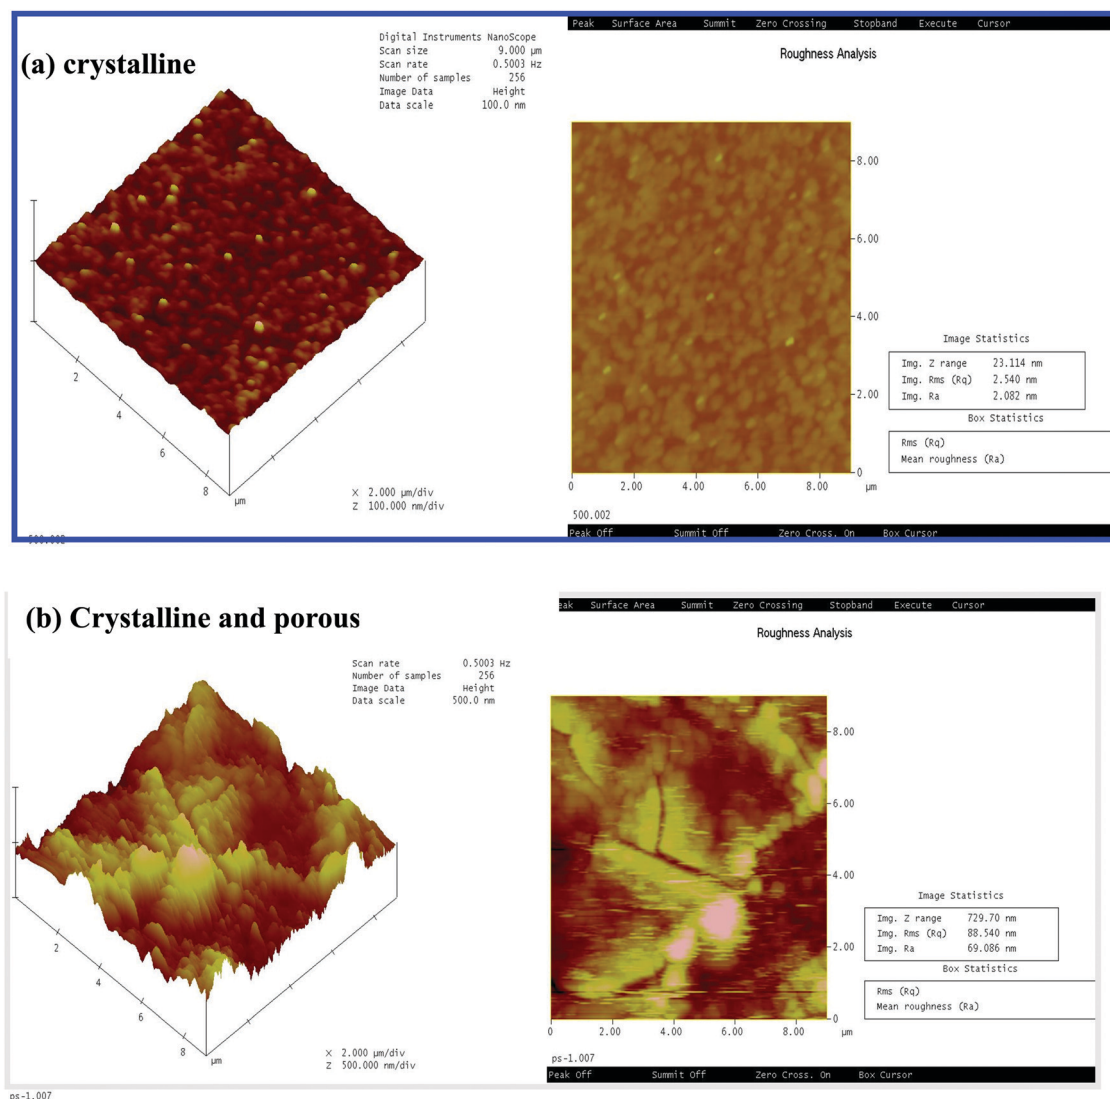 (a) crystalline
Digital Instruments NanoScope
Scan size 9.000 µm
Scan rate 0.5003 Hz
Number of samples 256
Image Data Height
Data scale 100.0 nm
2
4
6
8
µm
X 2.000 µm/div
Z 100.000 nm/div
500.002
Peak Surface Area Summit Zero Crossing Stopband Execute Cursor
Roughness Analysis
8.00
6.00
4.00
2.00
0
0 2.00 4.00 6.00 8.00 µm
Image Statistics
Img. Z range 23.114 nm
Img. Rms (Rq) 2.540 nm
Img. Ra 2.082 nm
Box Statistics
Rms (Rq)
Mean roughness (Ra)
500.002
Peak Off Summit Off Zero Cross. On Box Cursor
(b) Crystalline and porous
Scan rate 0.5003 Hz
Number of samples 256
Image Data Height
Data scale 500.0 nm
2
4
6
8
µm
X 2.000 µm/div
Z 500.000 nm/div
ps-1.007
eak Surface Area Summit Zero Crossing Stopband Execute Cursor
Roughness Analysis
8.00
6.00
4.00
2.00
0
0 2.00 4.00 6.00 8.00 µm
Image Statistics
Img. Z range 729.70 nm
Img. Rms (Rq) 88.540 nm
Img. Ra 69.086 nm
Box Statistics
Rms (Rq)
Mean roughness (Ra)
ps-1.007
Peak Off Summit Off Zero Cross. On Box Cursor